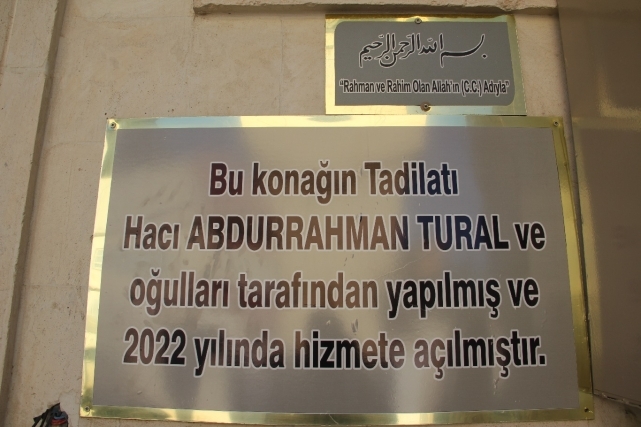 بسم الله الرحمن الرحيم
“Rahman ve Rahim Olan Allah'ın (C.C.) Adıyla”
Bu konağın Tadilatı
Hacı ABDURRAHMAN TURAL ve
oğulları tarafından yapılmış ve
2022 yılında hizmete açılmıştır.